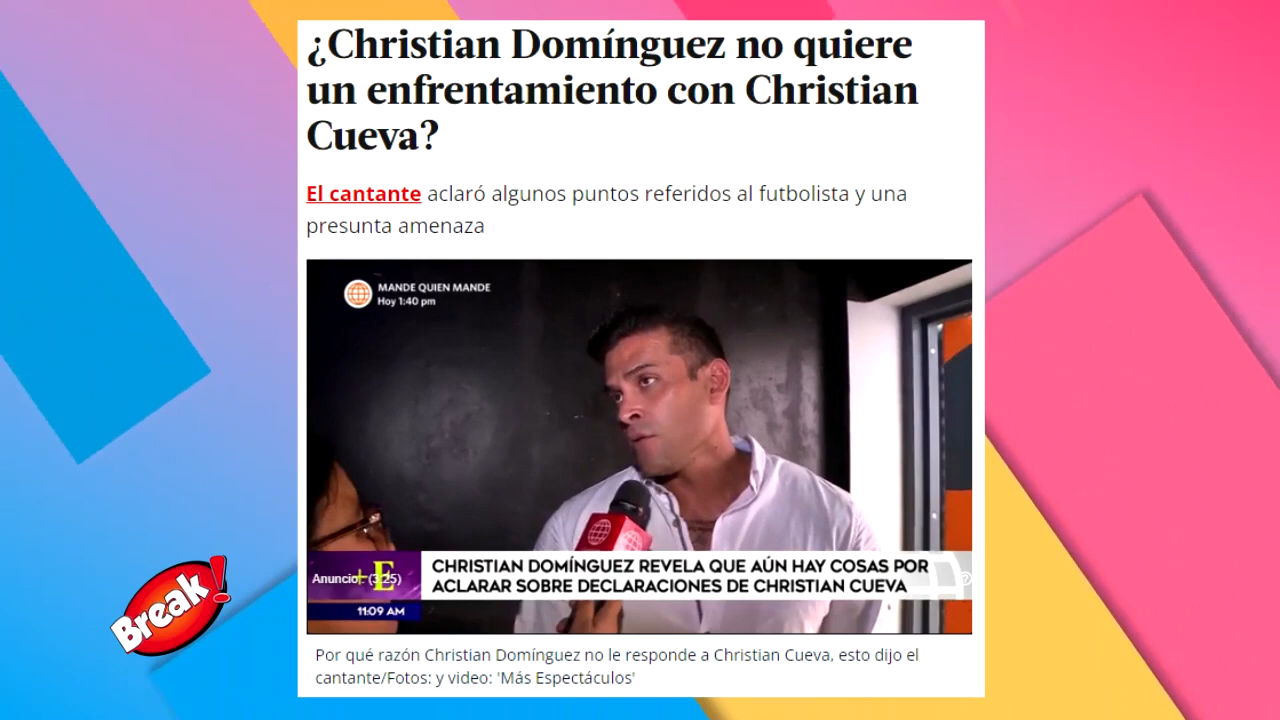 ¿Christian Domínguez no quiere
un enfrentamiento con Christian
Cueva?
El cantante aclaró algunos puntos referidos al futbolista y una
presunta amenaza
MANDE QUIEN MANDE
Hoy 1:40 pm
CHRISTIAN DOMÍNGUEZ REVELA QUE AÚN HAY COSAS POR
ACLARAR SOBRE DECLARACIONES DE CHRISTIAN CUEVA
+E
Anuncio: (3:25)
11:09 AM
Break!
Por qué razón Christian Domínguez no le responde a Christian Cueva, esto dijo el
cantante/Fotos: y video: 'Más Espectáculos'